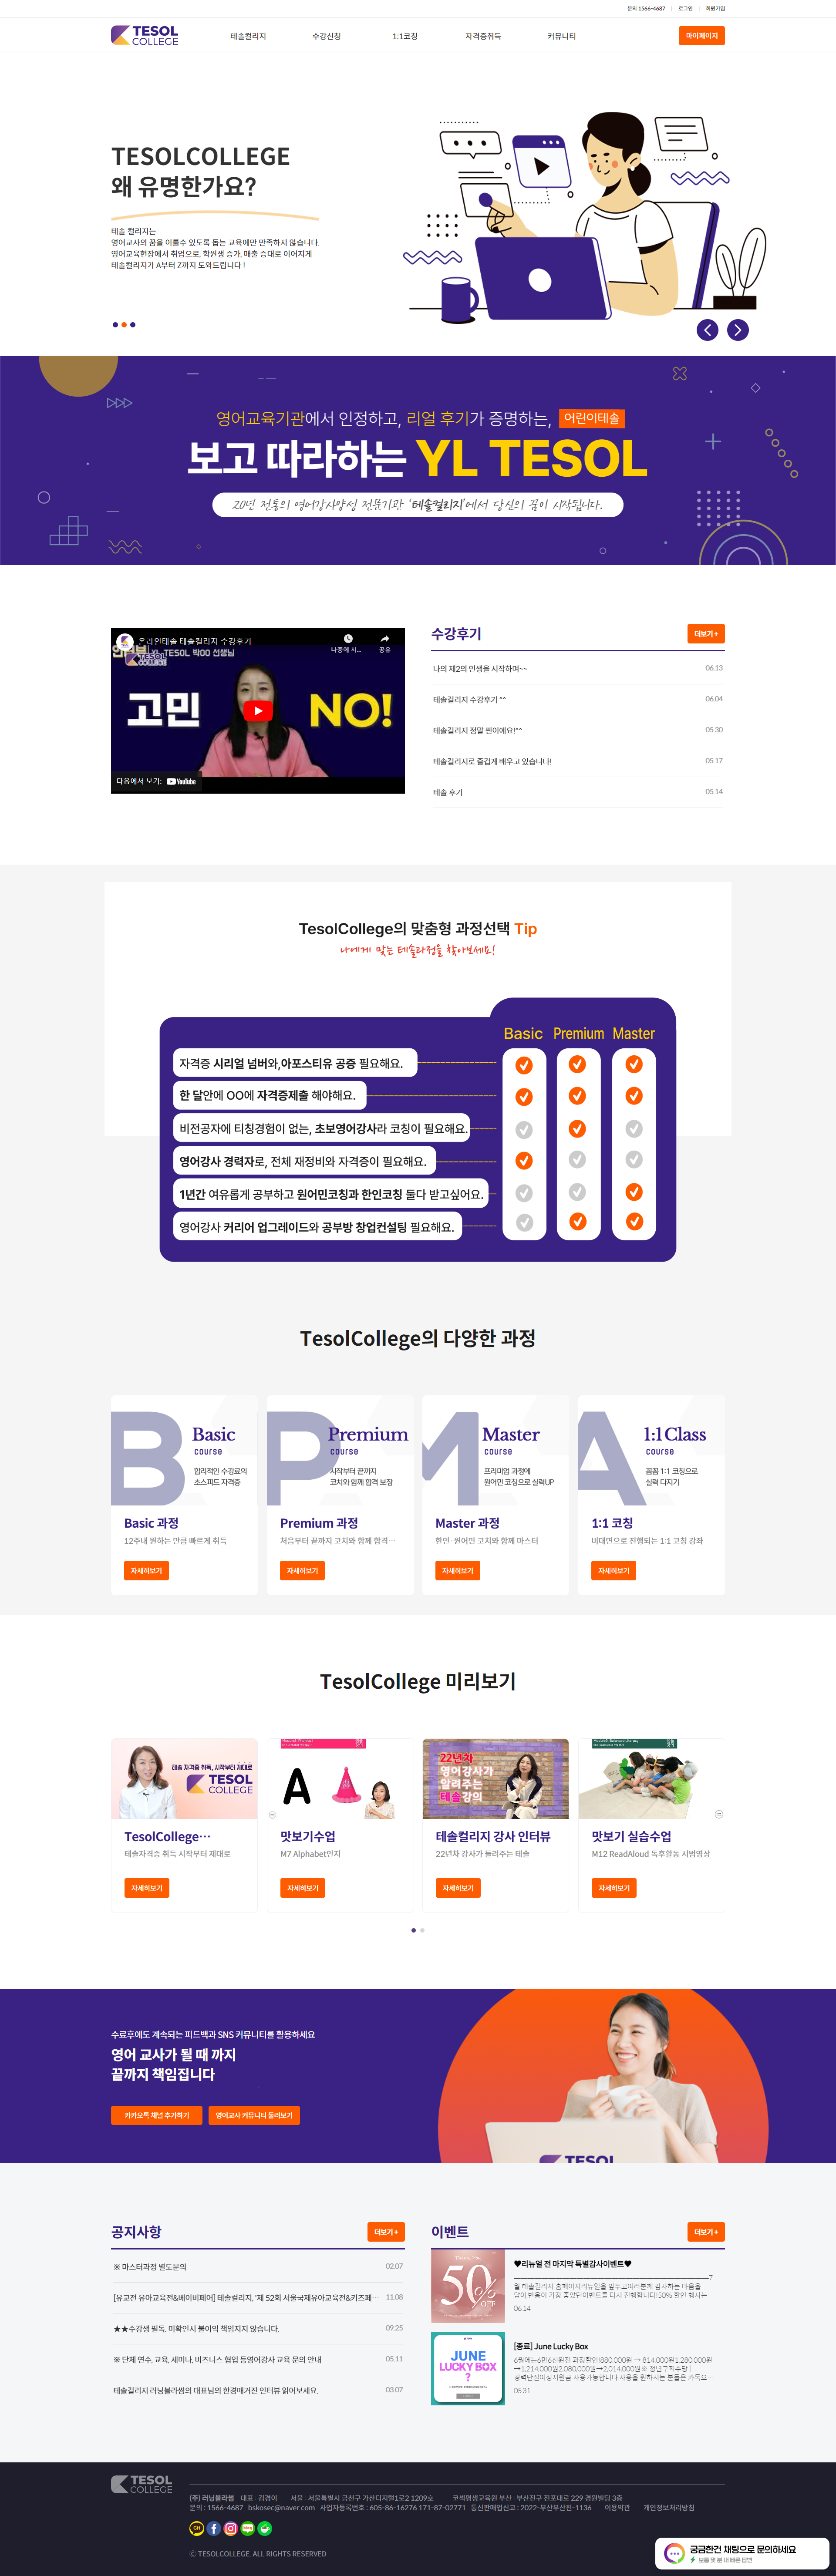 문의 1566-4687 | 로그인 | 회원가입
TESOL
COLLEGE
테솔컬리지 수강신청 1:1코칭 자격증취득 커뮤니티
마이페이지
TESOLCOLLEGE
왜 유명한가요?
테솔 컬리지는
영어교사의 꿈을 이룰수 있도록 돕는 교육에만 만족하지 않습니다.
영어교육현장에서 취업으로, 학원생 증가, 매출 증대로 이어지게
테솔컬리지가 A부터 Z까지 도와드립니다 !
영어교육기관에서 인정하고, 리얼 후기가 증명하는, 어린이테솔
보고 따라하는 YL TESOL
20년 전통의 영어강사양성 전문기관 '테솔컬리지'에서 당신의 꿈이 시작됩니다.
온라인테솔 테솔컬리지 수강후기
나중에 시...
공유
YL TESOL 박OO 선생님
TESOL
COLLEGE
고민 NO!
다음에서 보기: YouTube
수강후기
더보기 +
나의 제2의 인생을 시작하며~~ 06.13
테솔컬리지 수강후기 ^^ 06.04
테솔컬리지 정말 찐이에요!^^ 05.30
테솔컬리지로 즐겁게 배우고 있습니다! 05.17
테솔 후기 05.14
TesolCollege의 맞춤형 과정선택 Tip
나에게 맞는 테솔과정을 찾아보세요!
Basic Premium Master
자격증 시리얼 넘버와,아포스티유 공증 필요해요.
한 달안에 OO에 자격증제출 해야해요.
비전공자에 티칭경험이 없는, 초보영어강사라 코칭이 필요해요.
영어강사 경력자로, 전체 재정비와 자격증이 필요해요.
1년간 여유롭게 공부하고 원어민코칭과 한인코칭 둘다 받고싶어요.
영어강사 커리어 업그레이드와 공부방 창업컨설팅 필요해요.
TesolCollege의 다양한 과정
B
Basic
course
합리적인 수강료의
초스피드 자격증
Basic 과정
12주내 원하는 만큼 빠르게 취득
자세히보기
P
Premium
course
시작부터 끝까지
코치와 함께 합격 보장
Premium 과정
처음부터 끝까지 코치와 함께 합격…
자세히보기
M
Master
course
프리미엄 과정에
원어민 코칭으로 실력UP
Master 과정
한인·원어민 코치와 함께 마스터
자세히보기
A
1:1 Class
course
꼼꼼 1:1 코칭으로
실력 다지기
1:1 코칭
비대면으로 진행되는 1:1 코칭 강좌
자세히보기
TesolCollege 미리보기
테솔 자격증 취득, 시작부터 제대로
TESOL
COLLEGE
TesolCollege…
테솔자격증 취득 시작부터 제대로
자세히보기
A
맛보기수업
M7 Alphabet인지
자세히보기
22년차
영어강사가
알려주는
테솔강의
테솔컬리지 강사 인터뷰
22년차 강사가 들려주는 테솔
자세히보기
맛보기 실습수업
M12 ReadAloud 독후활동 시범영상
자세히보기
수료후에도 계속되는 피드백과 SNS 커뮤니티를 활용하세요
영어 교사가 될 때 까지
끝까지 책임집니다
카카오톡 채널 추가하기
영어교사 커뮤니티 둘러보기
TESOL
공지사항
더보기 +
※ 마스터과정 별도문의 02.07
[유교전 유아교육전&베이비페어] 테솔컬리지, '제 52회 서울국제유아교육전&키즈페… 11.08
★★수강생 필독. 미확인시 불이익 책임지지 않습니다. 09.25
※ 단체 연수, 교육, 세미나, 비즈니스 협업 등영어강사 교육 문의 안내 05.11
테솔컬리지 러닝블라썸의 대표님의 한경매거진 인터뷰 읽어보세요. 03.07
이벤트
더보기 +
50% OFF
♥리뉴얼 전 마지막 특별감사이벤트♥
7
월 테솔컬리지 홈페이지리뉴얼을 앞두고여러분께 감사하는 마음을
담아,반응이 가장 좋았던이벤트를 다시 진행합니다!50% 할인 행사는…
06.14
JUNE
LUCKY BOX
?
[종료] June Lucky Box
6월에는6만6천원전 과정할인!880,000원 → 814,000원1,280,000원
→1,214,000원2,080,000원→2,014,000원※ 청년구직수당 |
경력단절여성지원금 사용가능합니다.사용을 원하시는 분들은 카톡으…
05.31
TESOL
COLLEGE
(주) 러닝블라썸 대표 : 김경이 서울 : 서울특별시 금천구 가산디지털1로2 1209호 코섹평생교육원 부산 : 부산진구 전포대로 229 경원빌딩 3층
문의 : 1566-4687 bskosec@naver.com 사업자등록번호 : 605-86-16276 171-87-02771 통신판매업신고 : 2022-부산부산진-1136 이용약관 개인정보처리방침
CH
ⓒ TESOLCOLLEGE. ALL RIGHTS RESERVED
궁금한건 채팅으로 문의하세요
보통 몇 분 내 빠른 답변